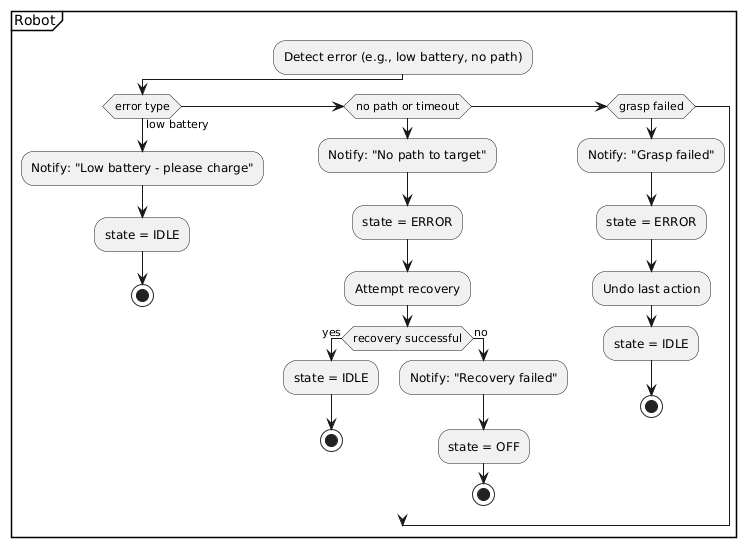 Robot
Detect error (e.g., low battery, no path)
error type
no path or timeout
grasp failed
low battery
Notify: "Low battery - please charge"
Notify: "No path to target"
Notify: "Grasp failed"
state = IDLE
state = ERROR
state = ERROR
Attempt recovery
Undo last action
yes
recovery successful
no
state = IDLE
state = IDLE
Notify: "Recovery failed"
state = OFF